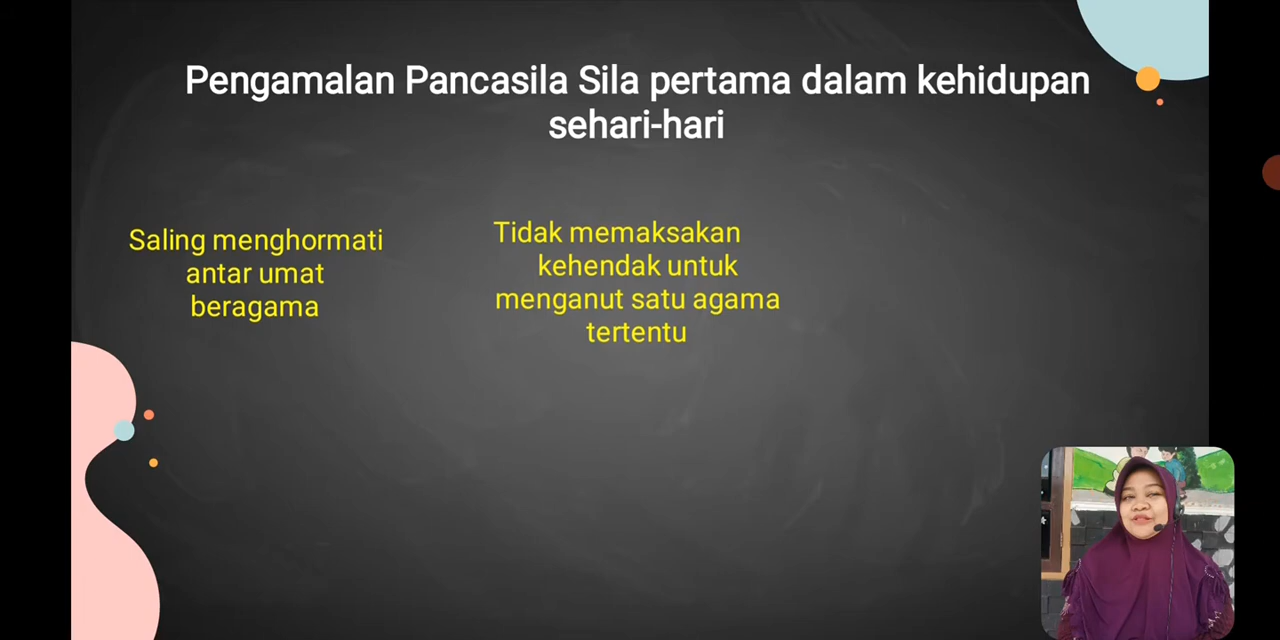 Pengamalan Pancasila Sila pertama dalam kehidupan
sehari-hari
Saling menghormati
antar umat
beragama
Tidak memaksakan
kehendak untuk
menganut satu agama
tertentu